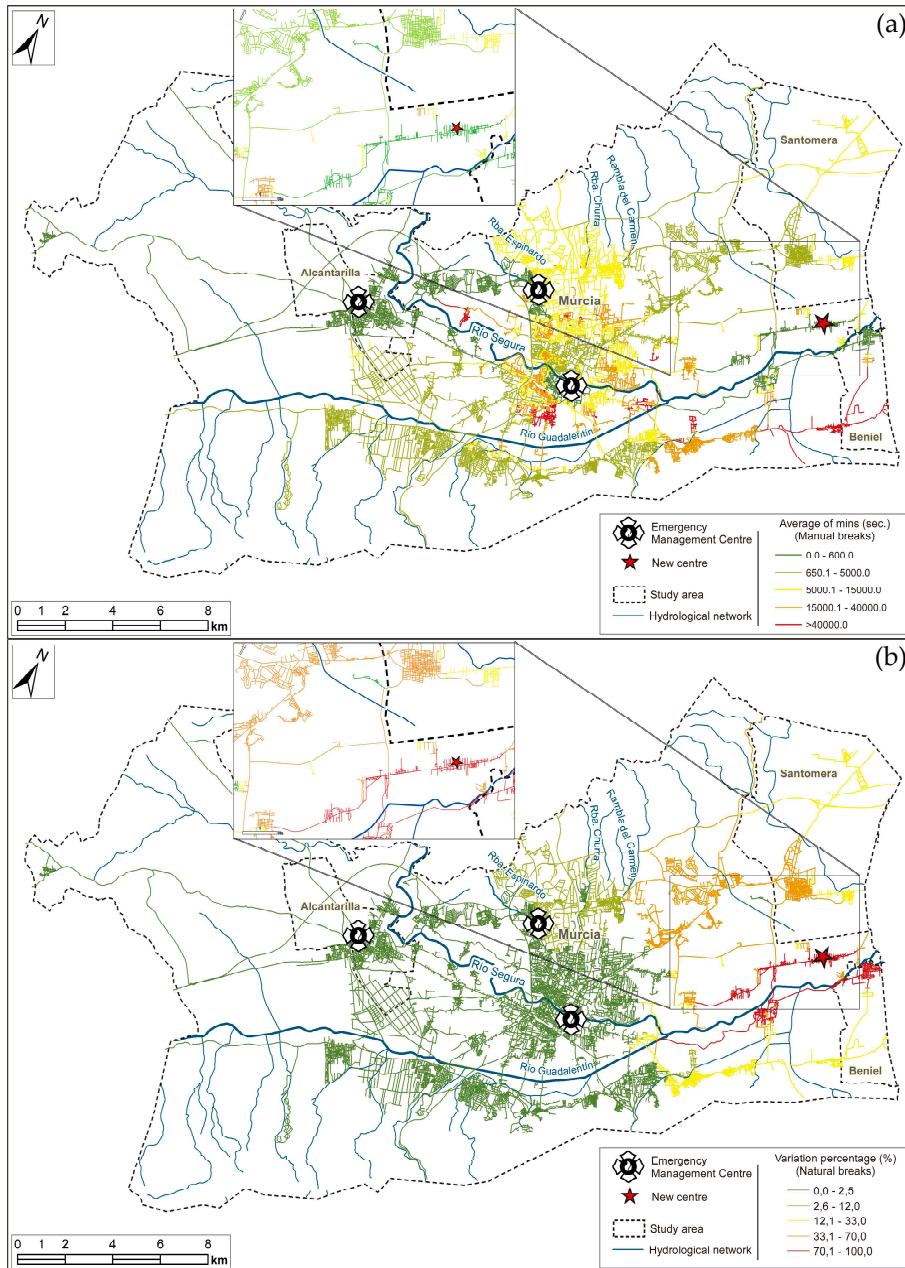 (a)
N
Santomera
Rambla del Carmen
Rba. Churra
Rba. Espinardo
Alcantarilla
Murcia
Río Segura
Río Guadalentín
Beniel
Emergency
Management Centre
New centre
Study area
Hydrological network
Average of mins (sec.)
(Manual breaks)
0.0 - 600.0
650.1 - 5000.0
5000.1 - 15000.0
15000.1 - 40000.0
>40000.0
0 2 4 6 8
km
(b)
N
Santomera
Rambla del Carmen
Rba. Churra
Rba. Espinardo
Alcantarilla
Murcia
Río Segura
Río Guadalentín
Beniel
Emergency
Management Centre
New centre
Study area
Hydrological network
Variation percentage (%)
(Natural breaks)
0,0 - 2,5
2,6 - 12,0
12,1 - 33,0
33,1 - 70,0
70,1 - 100,0
0 2 4 6 8
km